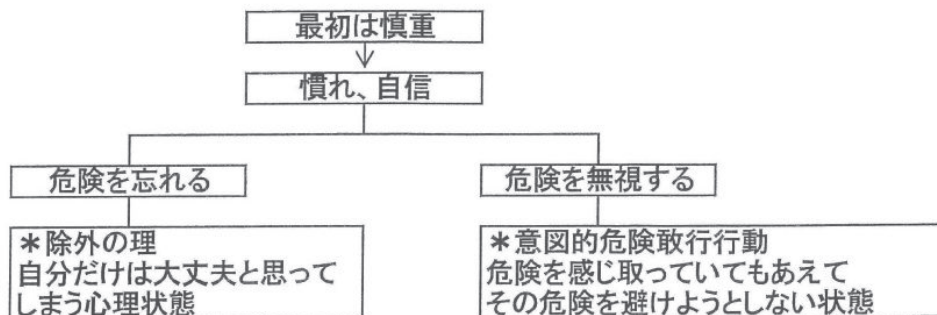 最初は慎重
慣れ、自信
危険を忘れる
危険を無視する
＊除外の理
自分だけは大丈夫と思って
しまう心理状態
＊意図的危険敢行行動
危険を感じ取っていてもあえて
その危険を避けようとしない状態